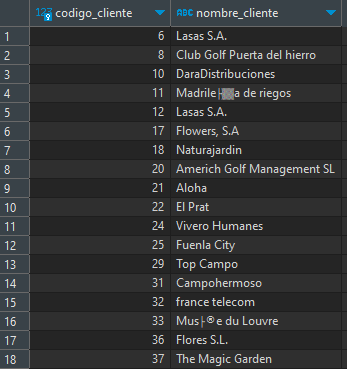 codigo_cliente nombre_cliente
1 6 Lasas S.A.
2 8 Club Golf Puerta del hierro
3 10 DaraDistribuciones
4 11 Madrile├▒a de riegos
5 12 Lasas S.A.
6 17 Flowers, S.A
7 18 Naturajardin
8 20 Americh Golf Management SL
9 21 Aloha
10 22 El Prat
11 24 Vivero Humanes
12 25 Fuenla City
13 29 Top Campo
14 31 Campohermoso
15 32 france telecom
16 33 Mus├®e du Louvre
17 36 Flores S.L.
18 37 The Magic Garden